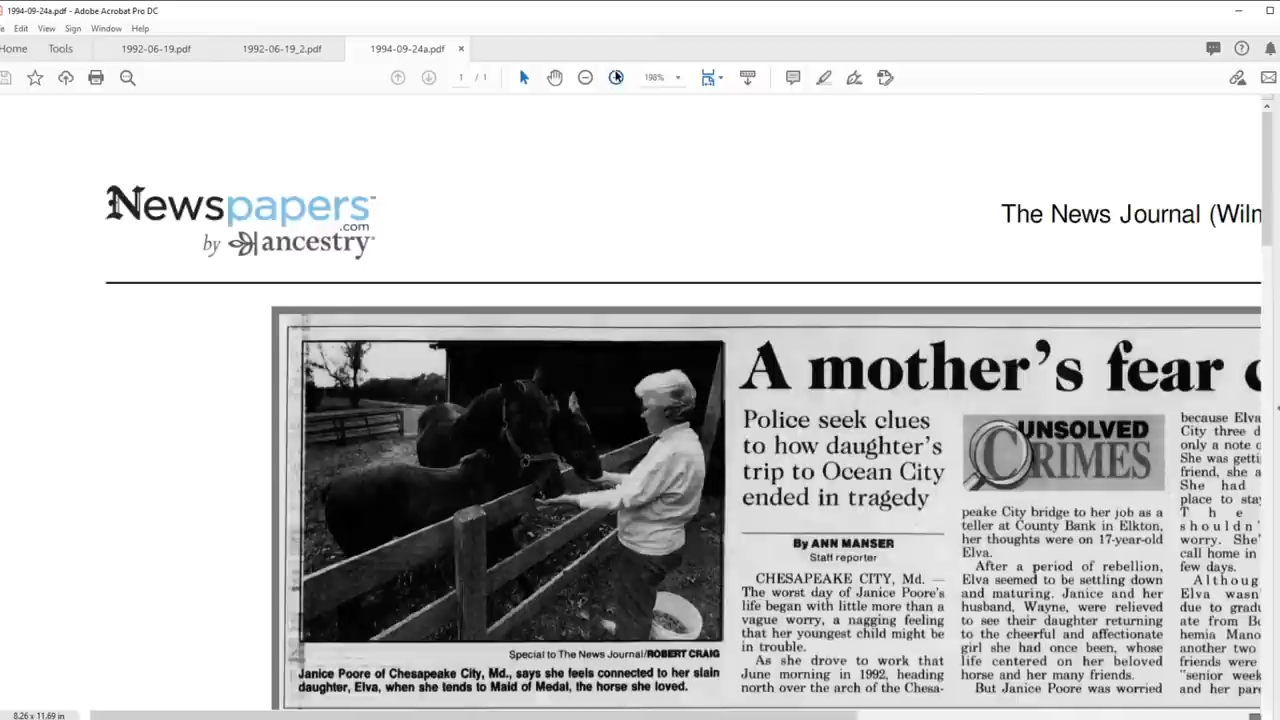 1994-09-24a.pdf - Adobe Acrobat Pro DC
Edit View Sign Window Help
Home Tools 1992-06-19.pdf 1992-06-19_2.pdf 1994-09-24a.pdf ×
1 / 1 198%
Newspapers™
.com
by ancestry
The News Journal (Wiln
A mother's fear
Police seek clues
to how daughter's
trip to Ocean City
ended in tragedy
By ANN MANSER
Staff reporter
CHESAPEAKE CITY, Md. —
The worst day of Janice Poore's
life began with little more than a
vague worry, a nagging feeling
that her youngest child might be
in trouble.
As she drove to work that
June morning in 1992, heading
north over the arch of the Chesa-
UNSOLVED
CRIMES
peake City bridge to her job as a
teller at County Bank in Elkton,
her thoughts were on 17-year-old
Elva.
After a period of rebellion,
Elva seemed to be settling down
and maturing. Janice and her
husband, Wayne, were relieved
to see their daughter returning
to the cheerful and affectionate
girl she had once been, whose
life centered on her beloved
horse and her many friends.
But Janice Poore was worried
because Elva
City three d
only a note o
She was getti
friend, she a
She had
place to sta
The
shouldn'
worry. She'
call home in
few days.
Althoug
Elva wasn'
due to gradu
ate from Bo
hemia Mano
another two
friends were
"senior week
and her pare
Special to The News Journal/ROBERT CRAIG
Janice Poore of Chesapeake City, Md., says she feels connected to her slain
daughter, Elva, when she tends to Maid of Medal, the horse she loved.
8.26 x 11.69 in